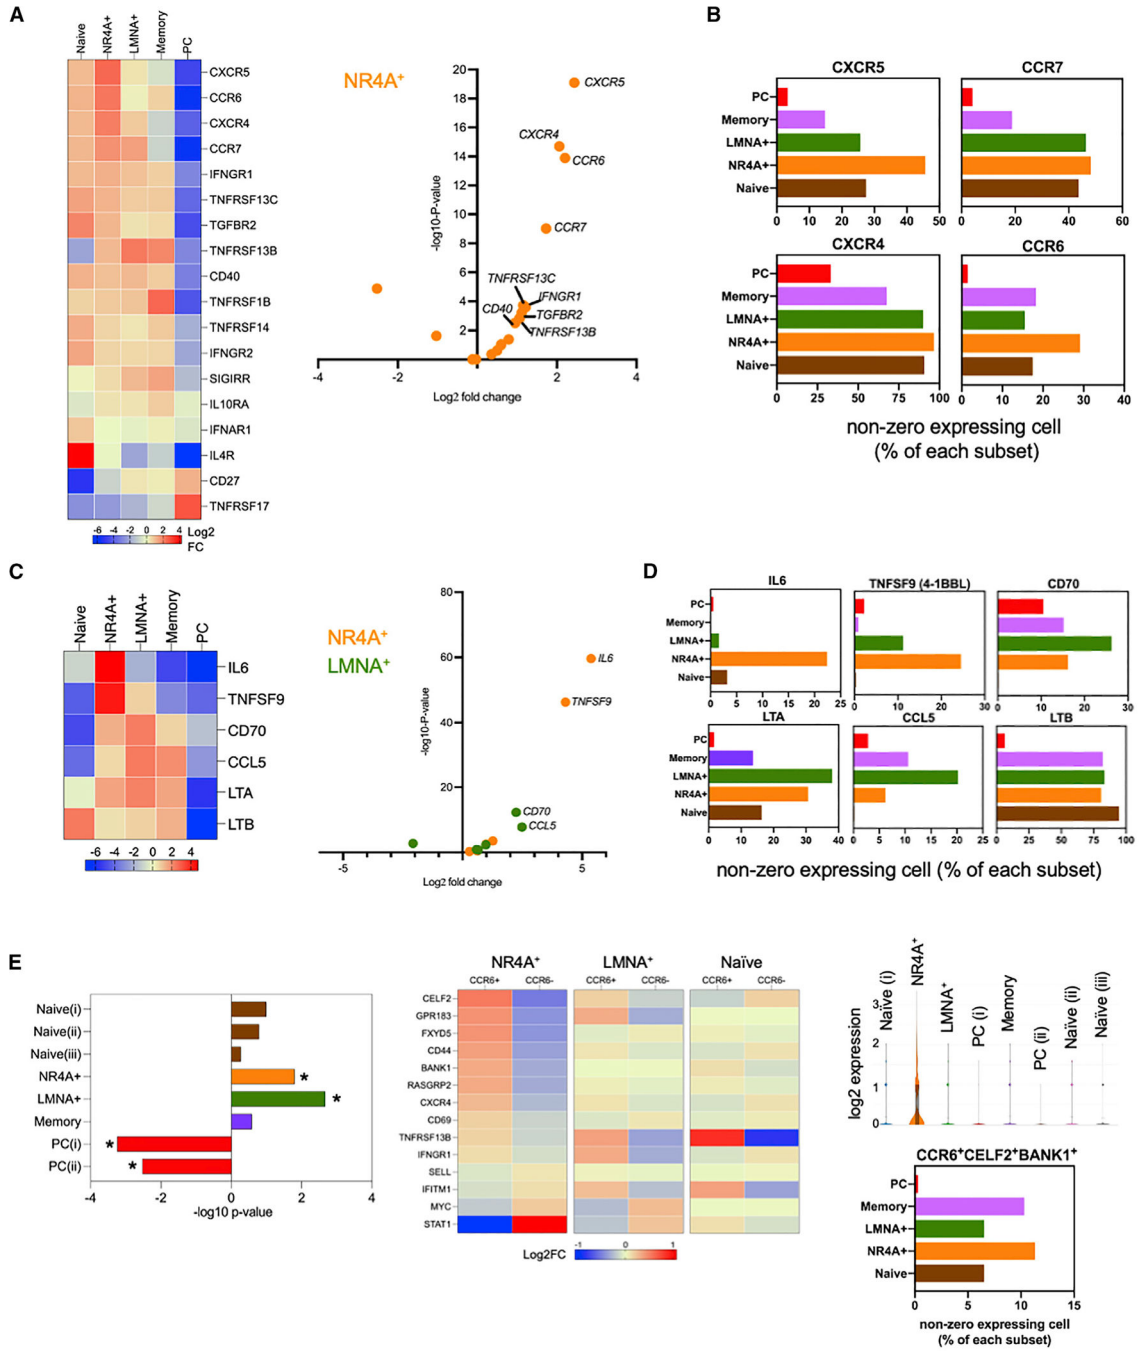 A
Naive
NR4A+
LMNA+
Memory
PC
CXCR5
CCR6
CXCR4
CCR7
IFNGR1
TNFRSF13C
TGFBR2
TNFRSF13B
CD40
TNFRSF1B
TNFRSF14
IFNGR2
SIGIRR
IL10RA
IFNAR1
IL4R
CD27
TNFRSF17
-6 -4 -2 0 2 4 Log2
FC
NR4A+
-log10-P-value
20
18
16
14
12
10
8
6
4
2
CXCR5
CXCR4
CCR6
CCR7
TNFRSF13C
IFNGR1
CD40
TGFBR2
TNFRSF13B
-4 -2 0 2 4
Log2 fold change
B
CXCR5
PC
Memory
LMNA+
NR4A+
Naive
0 10 20 30 40 50
CCR7
0 20 40 60
CXCR4
PC
Memory
LMNA+
NR4A+
Naive
0 25 50 75 100
CCR6
0 10 20 30 40
non-zero expressing cell
(% of each subset)
C
Naive
NR4A+
LMNA+
Memory
PC
IL6
TNFSF9
CD70
CCL5
LTA
LTB
-6 -4 -2 0 2 4
NR4A+
LMNA+
-log10-P-value
80
60
40
20
IL6
TNFSF9
CD70
CCL5
-5 5
Log2 fold change
D
IL6
PC
Memory
LMNA+
NR4A+
Naive
0 5 10 15 20 25
TNFSF9 (4-1BBL)
0 10 20 30
CD70
0 10 20 30
LTA
PC
Memory
LMNA+
NR4A+
Naive
0 10 20 30 40
CCL5
0 5 10 15 20 25
LTB
0 25 50 75 100
non-zero expressing cell (% of each subset)
E
Naive(i)
Naive(ii)
Naive(iii)
NR4A+
LMNA+
Memory
PC(i)
PC(ii)
*
*
*
*
-4 -2 0 2 4
-log10 p-value
NR4A+ LMNA+ Naïve
CCR6+ CCR6- CCR6+ CCR6- CCR6+ CCR6-
CELF2
GPR183
FXYD5
CD44
BANK1
RASGRP2
CXCR4
CD69
TNFRSF13B
IFNGR1
SELL
IFITM1
MYC
STAT1
Log2FC
-1 0 1
Naïve (i)
NR4A+
LMNA+
PC (i)
Memory
PC (ii)
Naïve (ii)
Naïve (iii)
log2 expression
3
2
1
0
CCR6+CELF2+BANK1+
PC
Memory
LMNA+
NR4A+
Naive
0 5 10 15
non-zero expressing cell
(% of each subset)